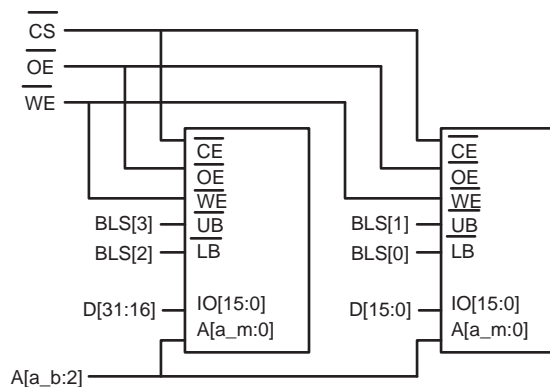 CS
OE
WE
CE
OE
WE
BLS[3] UB
BLS[2] LB
D[31:16] IO[15:0]
A[a_m:0]
CE
OE
WE
BLS[1] UB
BLS[0] LB
D[15:0] IO[15:0]
A[a_m:0]
A[a_b:2]